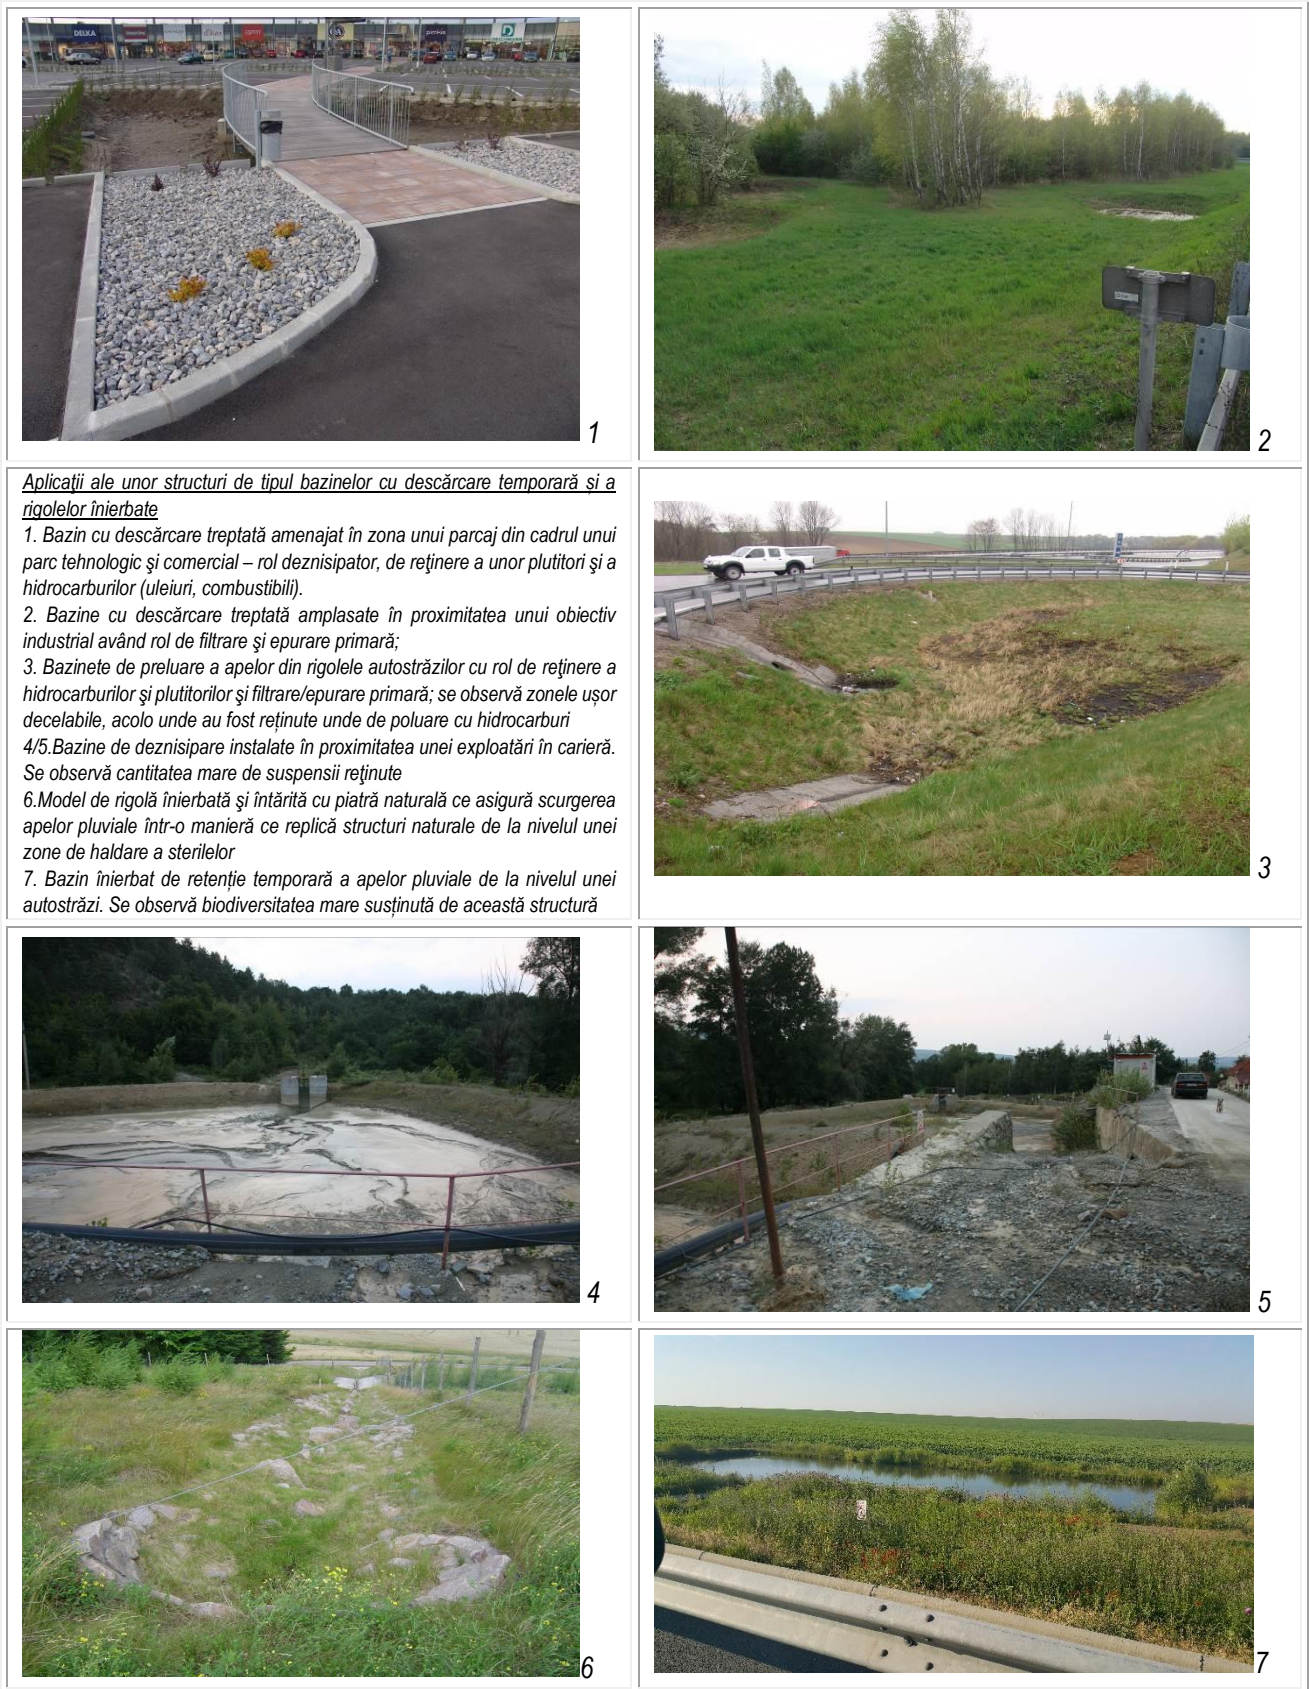 DELKA
ESPRIT
C&A
pimkie
1
2
Aplicaţii ale unor structuri de tipul bazinelor cu descărcare temporară și a
rigolelor înierbate
1. Bazin cu descărcare treptată amenajat în zona unui parcaj din cadrul unui
parc tehnologic şi comercial – rol deznisipator, de reţinere a unor plutitori şi a
hidrocarburilor (uleiuri, combustibili).
2. Bazine cu descărcare treptată amplasate în proximitatea unui obiectiv
industrial având rol de filtrare şi epurare primară;
3. Bazinete de preluare a apelor din rigolele autostrăzilor cu rol de reţinere a
hidrocarburilor şi plutitorilor şi filtrare/epurare primară; se observă zonele ușor
decelabile, acolo unde au fost reținute unde de poluare cu hidrocarburi
4/5.Bazine de deznisipare instalate în proximitatea unei exploatări în carieră.
Se observă cantitatea mare de suspensii reţinute
6.Model de rigolă înierbată şi întărită cu piatră naturală ce asigură scurgerea
apelor pluviale într-o manieră ce replică structuri naturale de la nivelul unei
zone de haldare a sterilelor
7. Bazin înierbat de retenție temporară a apelor pluviale de la nivelul unei
autostrăzi. Se observă biodiversitatea mare susținută de această structură
3
4
5
6
7